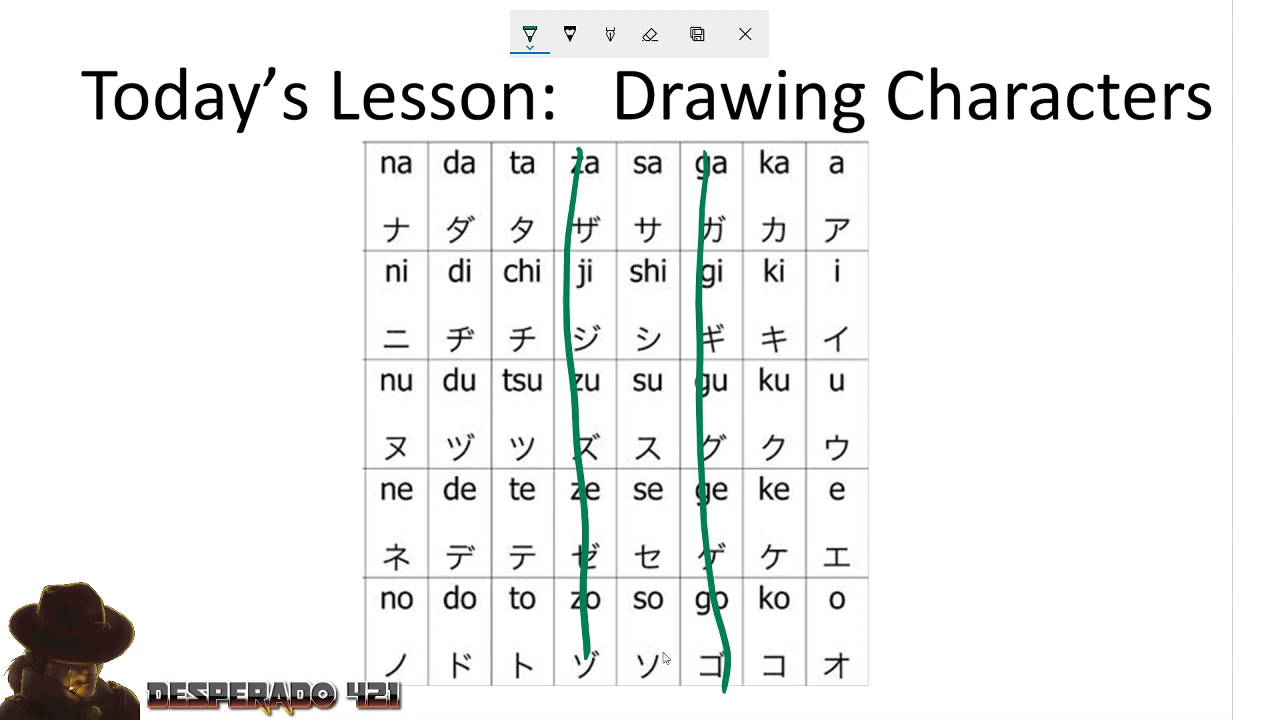 Today's Lesson: Drawing Characters
na da ta za sa ga ka a
ナ ダ タ ザ サ ガ カ ア
ni di chi ji shi gi ki i
ニ ヂ チ ジ シ ギ キ イ
nu du tsu zu su gu ku u
ヌ ヅ ツ ズ ス グ ク ウ
ne de te ze se ge ke e
ネ デ テ ゼ セ ゲ ケ エ
no do to zo so go ko o
ノ ド ト ゾ ソ ゴ コ オ
DESPERADO 421